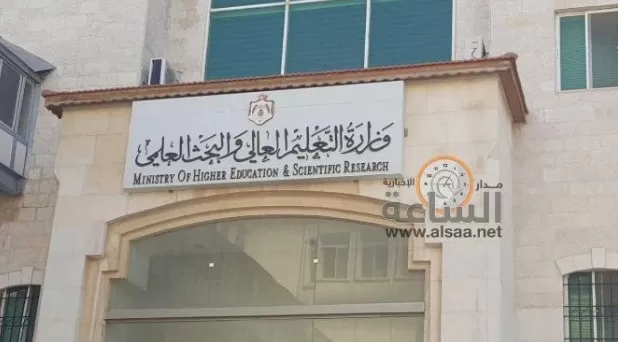 وزارة التعليم العالي والبحث العلمي
MINISTRY OF HIGHER EDUCATION & SCIENTIFIC RESEARCH
مدار
الإخبارية
الساعة
www.alsaa.net